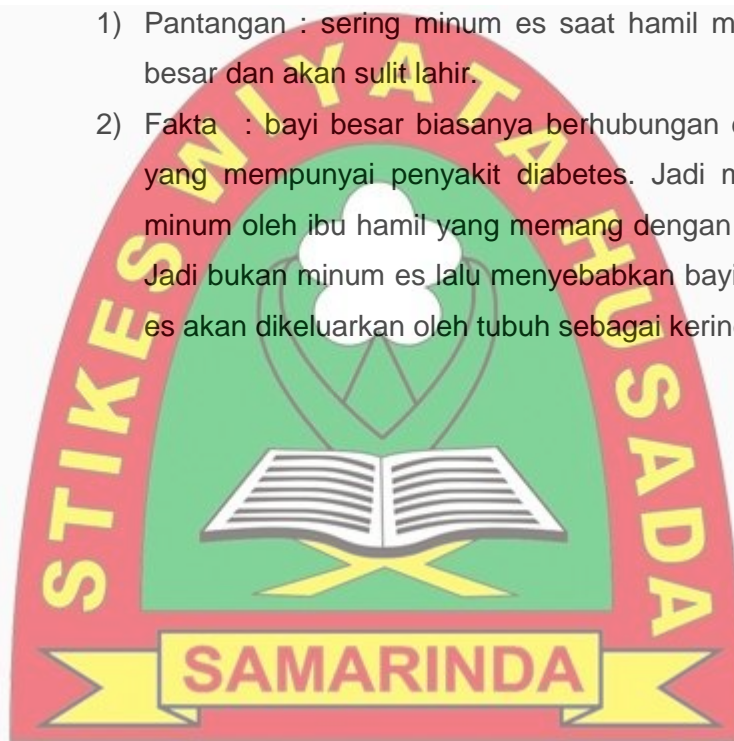 1) Pantangan : sering minum es saat hamil m
besar dan akan sulit lahir.
2) Fakta : bayi besar biasanya berhubungan
yang mempunyai penyakit diabetes. Jadi m
minum oleh ibu hamil yang memang dengan
Jadi bukan minum es lalu menyebabkan bayi
es akan dikeluarkan oleh tubuh sebagai kering
STIKES WIYATA HUSADA
SAMARINDA